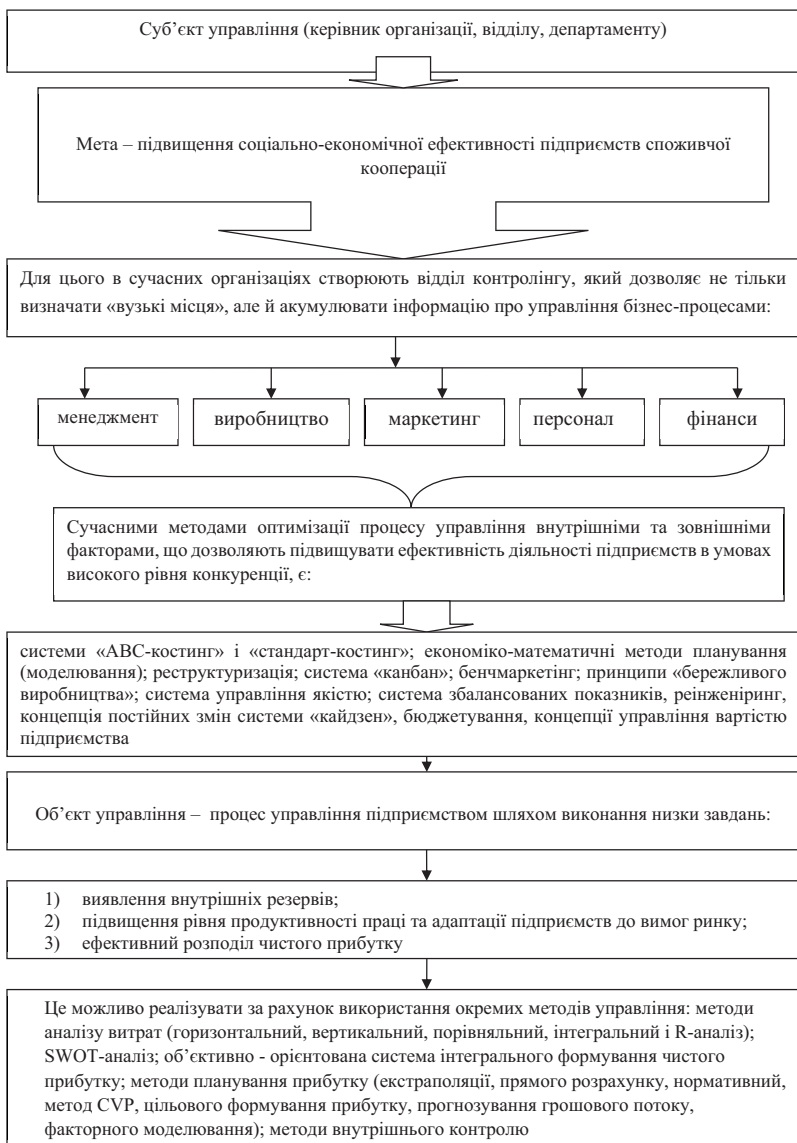 Суб’єкт управління (керівник організації, відділу, департаменту)
Мета – підвищення соціально-економічної ефективності підприємств споживчої
кооперації
Для цього в сучасних організаціях створюють відділ контролінгу, який дозволяє не тільки
визначати «вузькі місця», але й акумулювати інформацію про управління бізнес-процесами:
менеджмент
виробництво
маркетинг
персонал
фінанси
Сучасними методами оптимізації процесу управління внутрішніми та зовнішніми
факторами, що дозволяють підвищувати ефективність діяльності підприємств в умовах
високого рівня конкуренції, є:
системи «АВС-костинг» і «стандарт-костинг»; економіко-математичні методи планування
(моделювання); реструктуризація; система «канбан»; бенчмаркетінг; принципи «бережливого
виробництва»; система управління якістю; система збалансованих показників, реінженіринг,
концепція постійних змін системи «кайдзен», бюджетування, концепції управління вартістю
підприємства
Об’єкт управління – процес управління підприємством шляхом виконання низки завдань:
1) виявлення внутрішніх резервів;
2) підвищення рівня продуктивності праці та адаптації підприємств до вимог ринку;
3) ефективний розподіл чистого прибутку
Це можливо реалізувати за рахунок використання окремих методів управління: методи
аналізу витрат (горизонтальний, вертикальний, порівняльний, інтегральний і R-аналіз);
SWOT-аналіз; об’єктивно - орієнтована система інтегрального формування чистого
прибутку; методи планування прибутку (екстраполяції, прямого розрахунку, нормативний,
метод CVP, цільового формування прибутку, прогнозування грошового потоку,
факторного моделювання); методи внутрішнього контролю